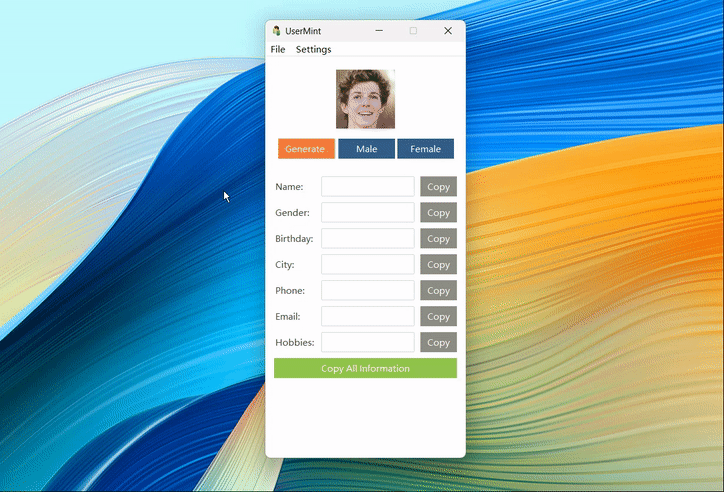 UserMint
File Settings
Generate Male Female
Name: Copy
Gender: Copy
Birthday: Copy
City: Copy
Phone: Copy
Email: Copy
Hobbies: Copy
Copy All Information